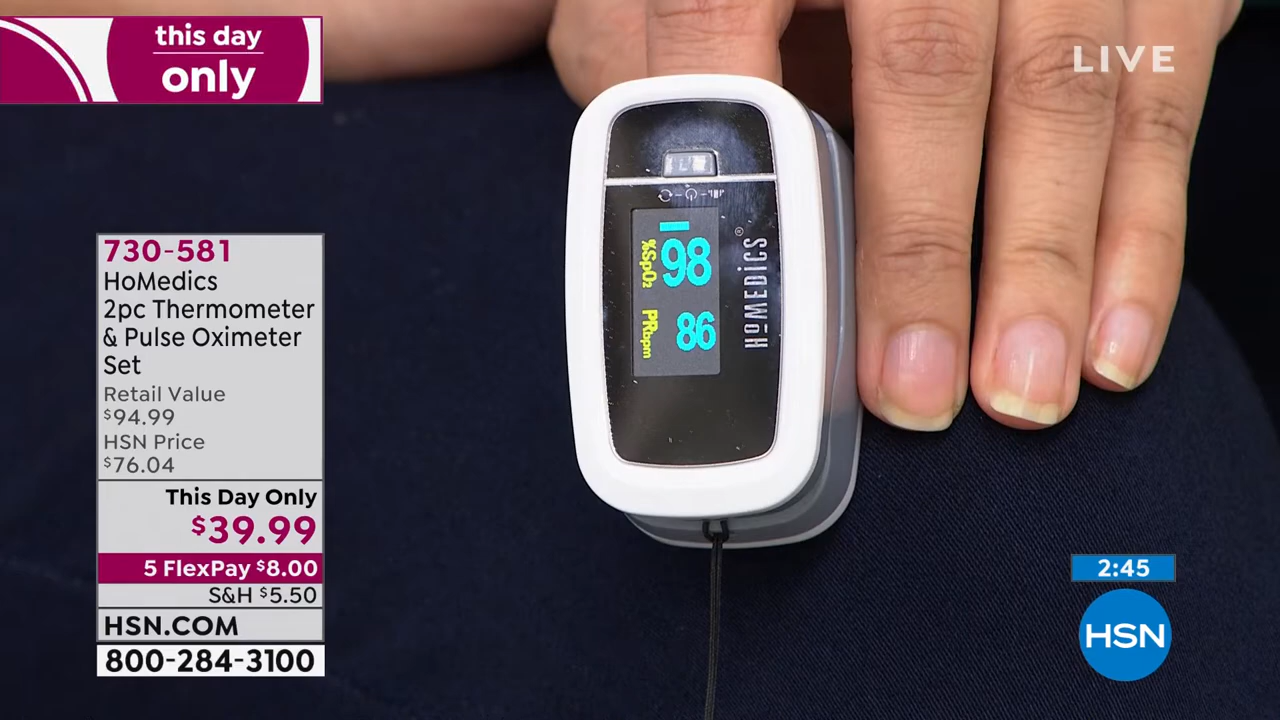 this day
only
LIVE
730-581
HoMedics
2pc Thermometer
& Pulse Oximeter
Set
Retail Value
$94.99
HSN Price
$76.04
This Day Only
$39.99
5 FlexPay $8.00
S&H $5.50
HSN.COM
800-284-3100
%SpO2
98
PRbpm
86
HoMEDiCS®
2:45
HSN